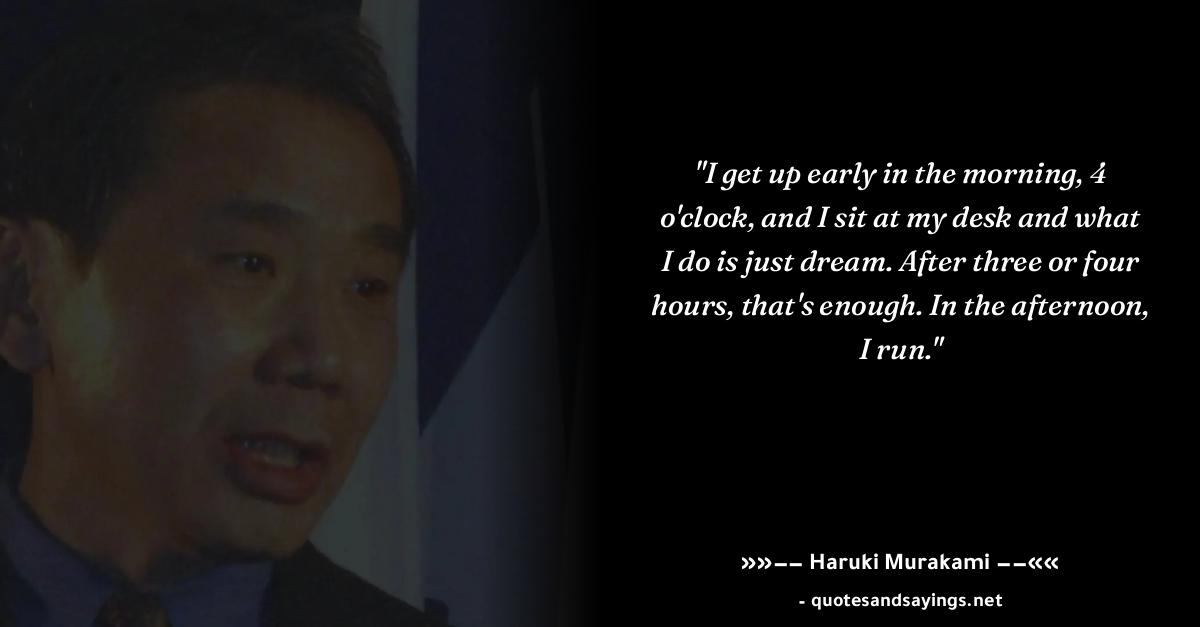 "I get up early in the morning, 4
o'clock, and I sit at my desk and what
I do is just dream. After three or four
hours, that's enough. In the afternoon,
I run."
»»–– Haruki Murakami ––««
- quotesandsayings.net